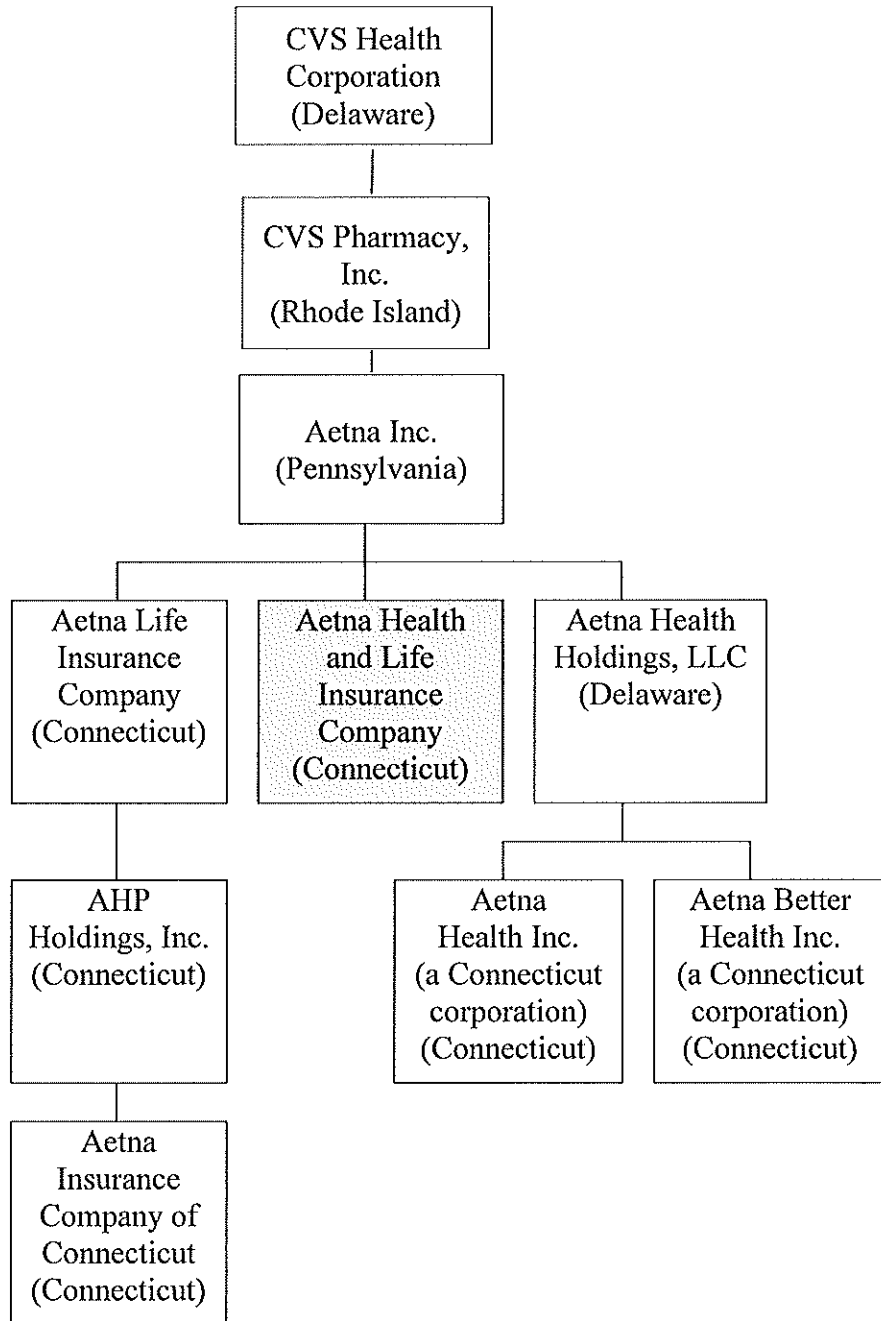 CVS Health
Corporation
(Delaware)
CVS Pharmacy,
Inc.
(Rhode Island)
Aetna Inc.
(Pennsylvania)
Aetna Life
Insurance
Company
(Connecticut)
Aetna Health
and Life
Insurance
Company
(Connecticut)
Aetna Health
Holdings, LLC
(Delaware)
AHP
Holdings, Inc.
(Connecticut)
Aetna
Health Inc.
(a Connecticut
corporation)
(Connecticut)
Aetna Better
Health Inc.
(a Connecticut
corporation)
(Connecticut)
Aetna
Insurance
Company of
Connecticut
(Connecticut)